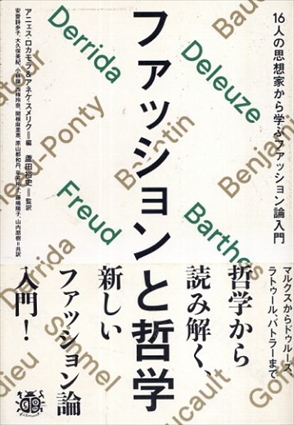 16人の思想家から学ぶファッション論入門
ファッションと哲学
アニェス・ロカモラ&アネケ・スメリク=編
蘆田裕史=監訳
Derrida
Deleuze
Benjamin
Freud
Barthes
Simmel
哲学から
読み解く、
新しい
ファッション論
入門!
マルクスからドゥルーズ、
ラトゥール、バトラーまで